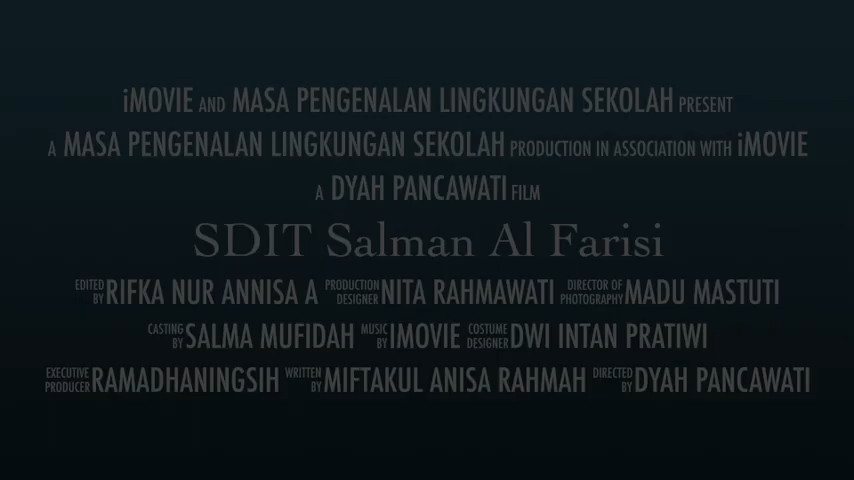 iMOVIE AND MASA PENGENALAN LINGKUNGAN SEKOLAH PRESENT
A MASA PENGENALAN LINGKUNGAN SEKOLAH PRODUCTION IN ASSOCIATION WITH iMOVIE
A DYAH PANCAWATI FILM
SDIT Salman Al Farisi
EDITED BY RIFKA NUR ANNISA A PRODUCTION DESIGNER NITA RAHMAWATI DIRECTOR OF PHOTOGRAPHY MADU MASTUTI
CASTING BY SALMA MUFIDAH MUSIC BY IMOVIE COSTUME DESIGNER DWI INTAN PRATIWI
EXECUTIVE PRODUCER RAMADHANINGSIH WRITTEN BY MIFTAKUL ANISA RAHMAH DIRECTED BY DYAH PANCAWATI